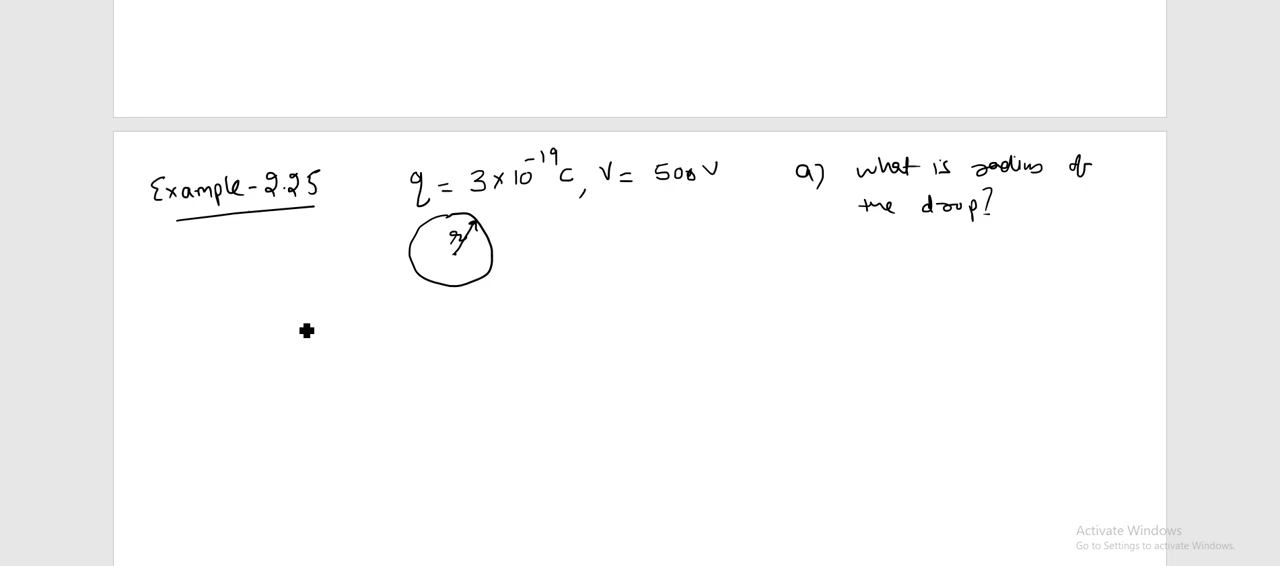 Example - 2.25
q = 3 × 10⁻¹⁹ C, V = 500 V
r
a) what is radius of
the drop?
Activate Windows
Go to Settings to activate Windows.